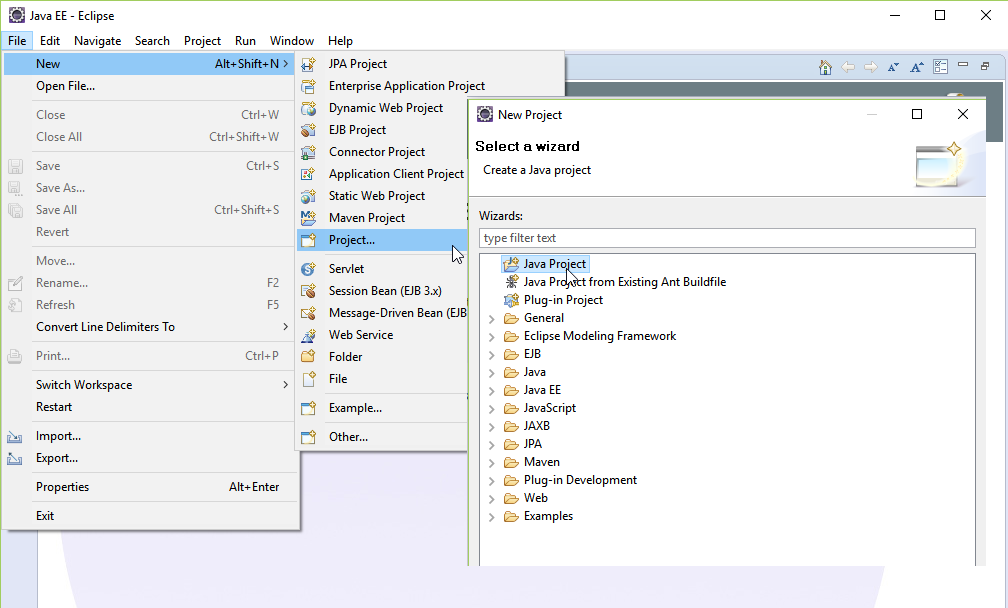 Java EE - Eclipse
File Edit Navigate Search Project Run Window Help
New Alt+Shift+N >
Open File...
Close Ctrl+W
Close All Ctrl+Shift+W
Save Ctrl+S
Save As...
Save All Ctrl+Shift+S
Revert
Move...
Rename... F2
Refresh F5
Convert Line Delimiters To >
Print... Ctrl+P
Switch Workspace >
Restart
Import...
Export...
Properties Alt+Enter
Exit
JPA Project
Enterprise Application Project
Dynamic Web Project
EJB Project
Connector Project
Application Client Project
Static Web Project
Maven Project
Project...
Servlet
Session Bean (EJB 3.x)
Message-Driven Bean (EJB
Web Service
Folder
File
Example...
Other...
New Project
Select a wizard
Create a Java project
Wizards:
type filter text
Java Project
Java Project from Existing Ant Buildfile
Plug-in Project
General
Eclipse Modeling Framework
EJB
Java
Java EE
JavaScript
JAXB
JPA
Maven
Plug-in Development
Web
Examples